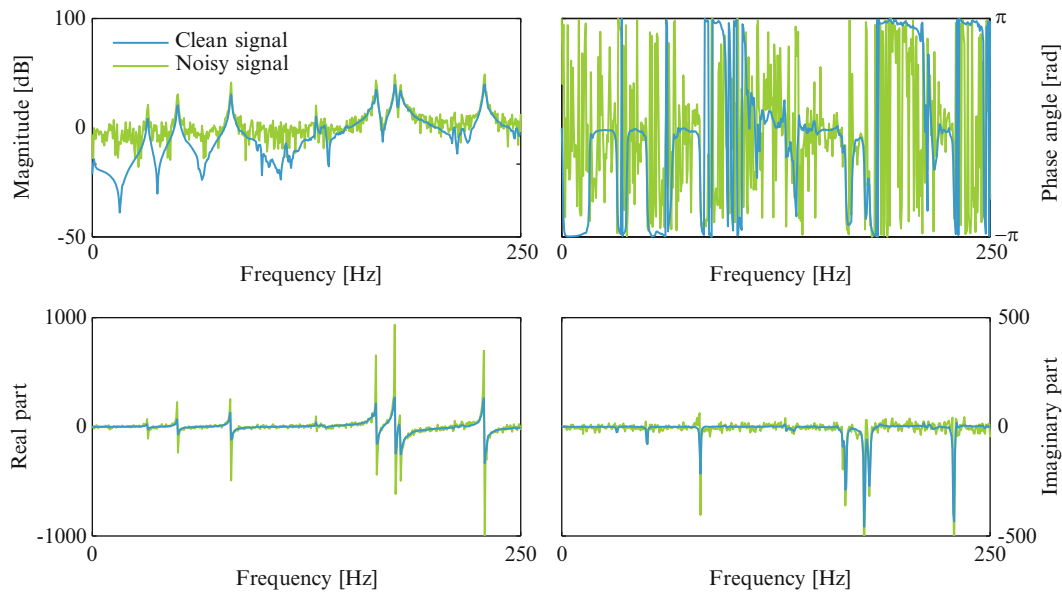 100
0
-50
Magnitude [dB]
Clean signal
Noisy signal
0
250
Frequency [Hz]
π
−π
Phase angle [rad]
0
250
Frequency [Hz]
1000
0
-1000
Real part
0
250
Frequency [Hz]
500
0
-500
Imaginary part
0
250
Frequency [Hz]